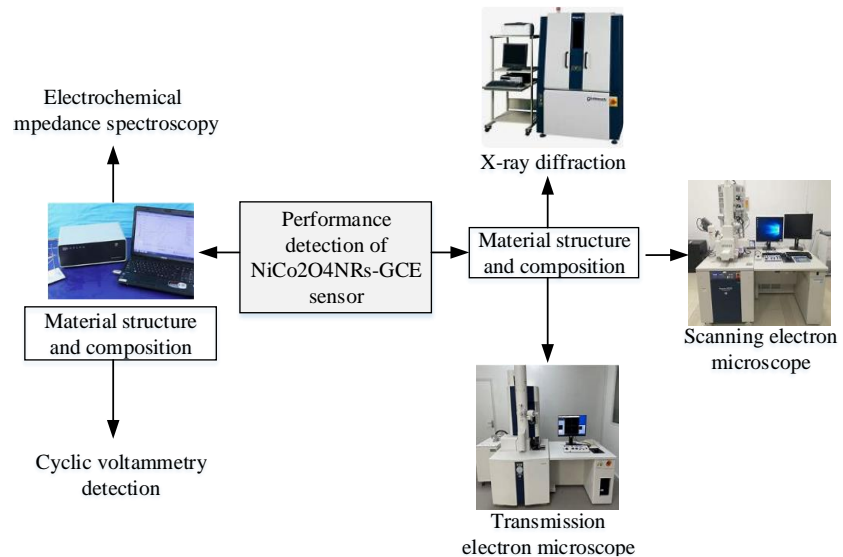 Electrochemical
mpedance spectroscopy
Material structure
and composition
Cyclic voltammetry
detection
Performance
detection of
NiCo2O4NRs-GCE
sensor
X-ray diffraction
Material structure
and composition
Scanning electron
microscope
Transmission
electron microscope